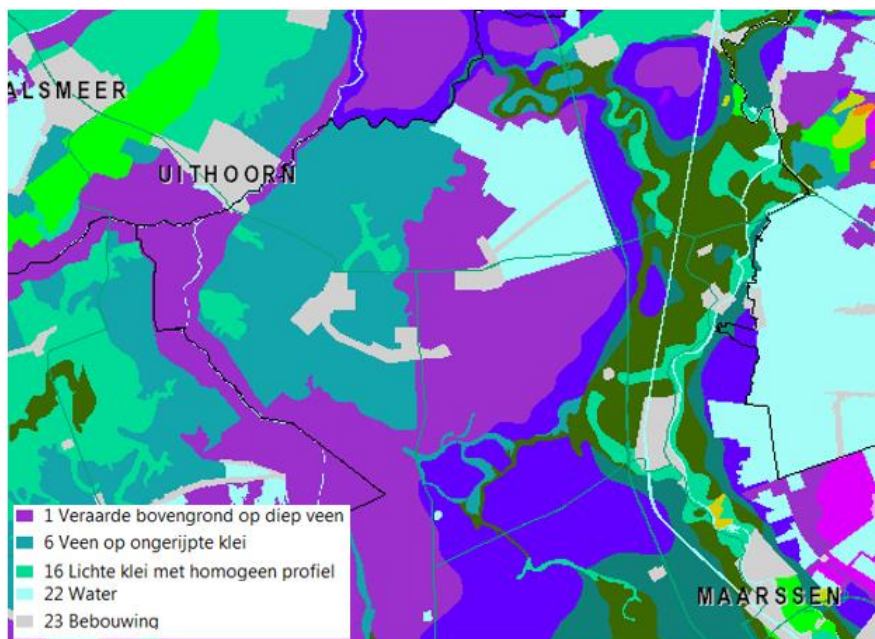 ALSMEER
UITHOORN
1 Veraarde bovengrond op diep veen
6 Veen op ongerijpte klei
16 Lichte klei met homogeen profiel
22 Water
23 Bebouwing
MAARSSEN